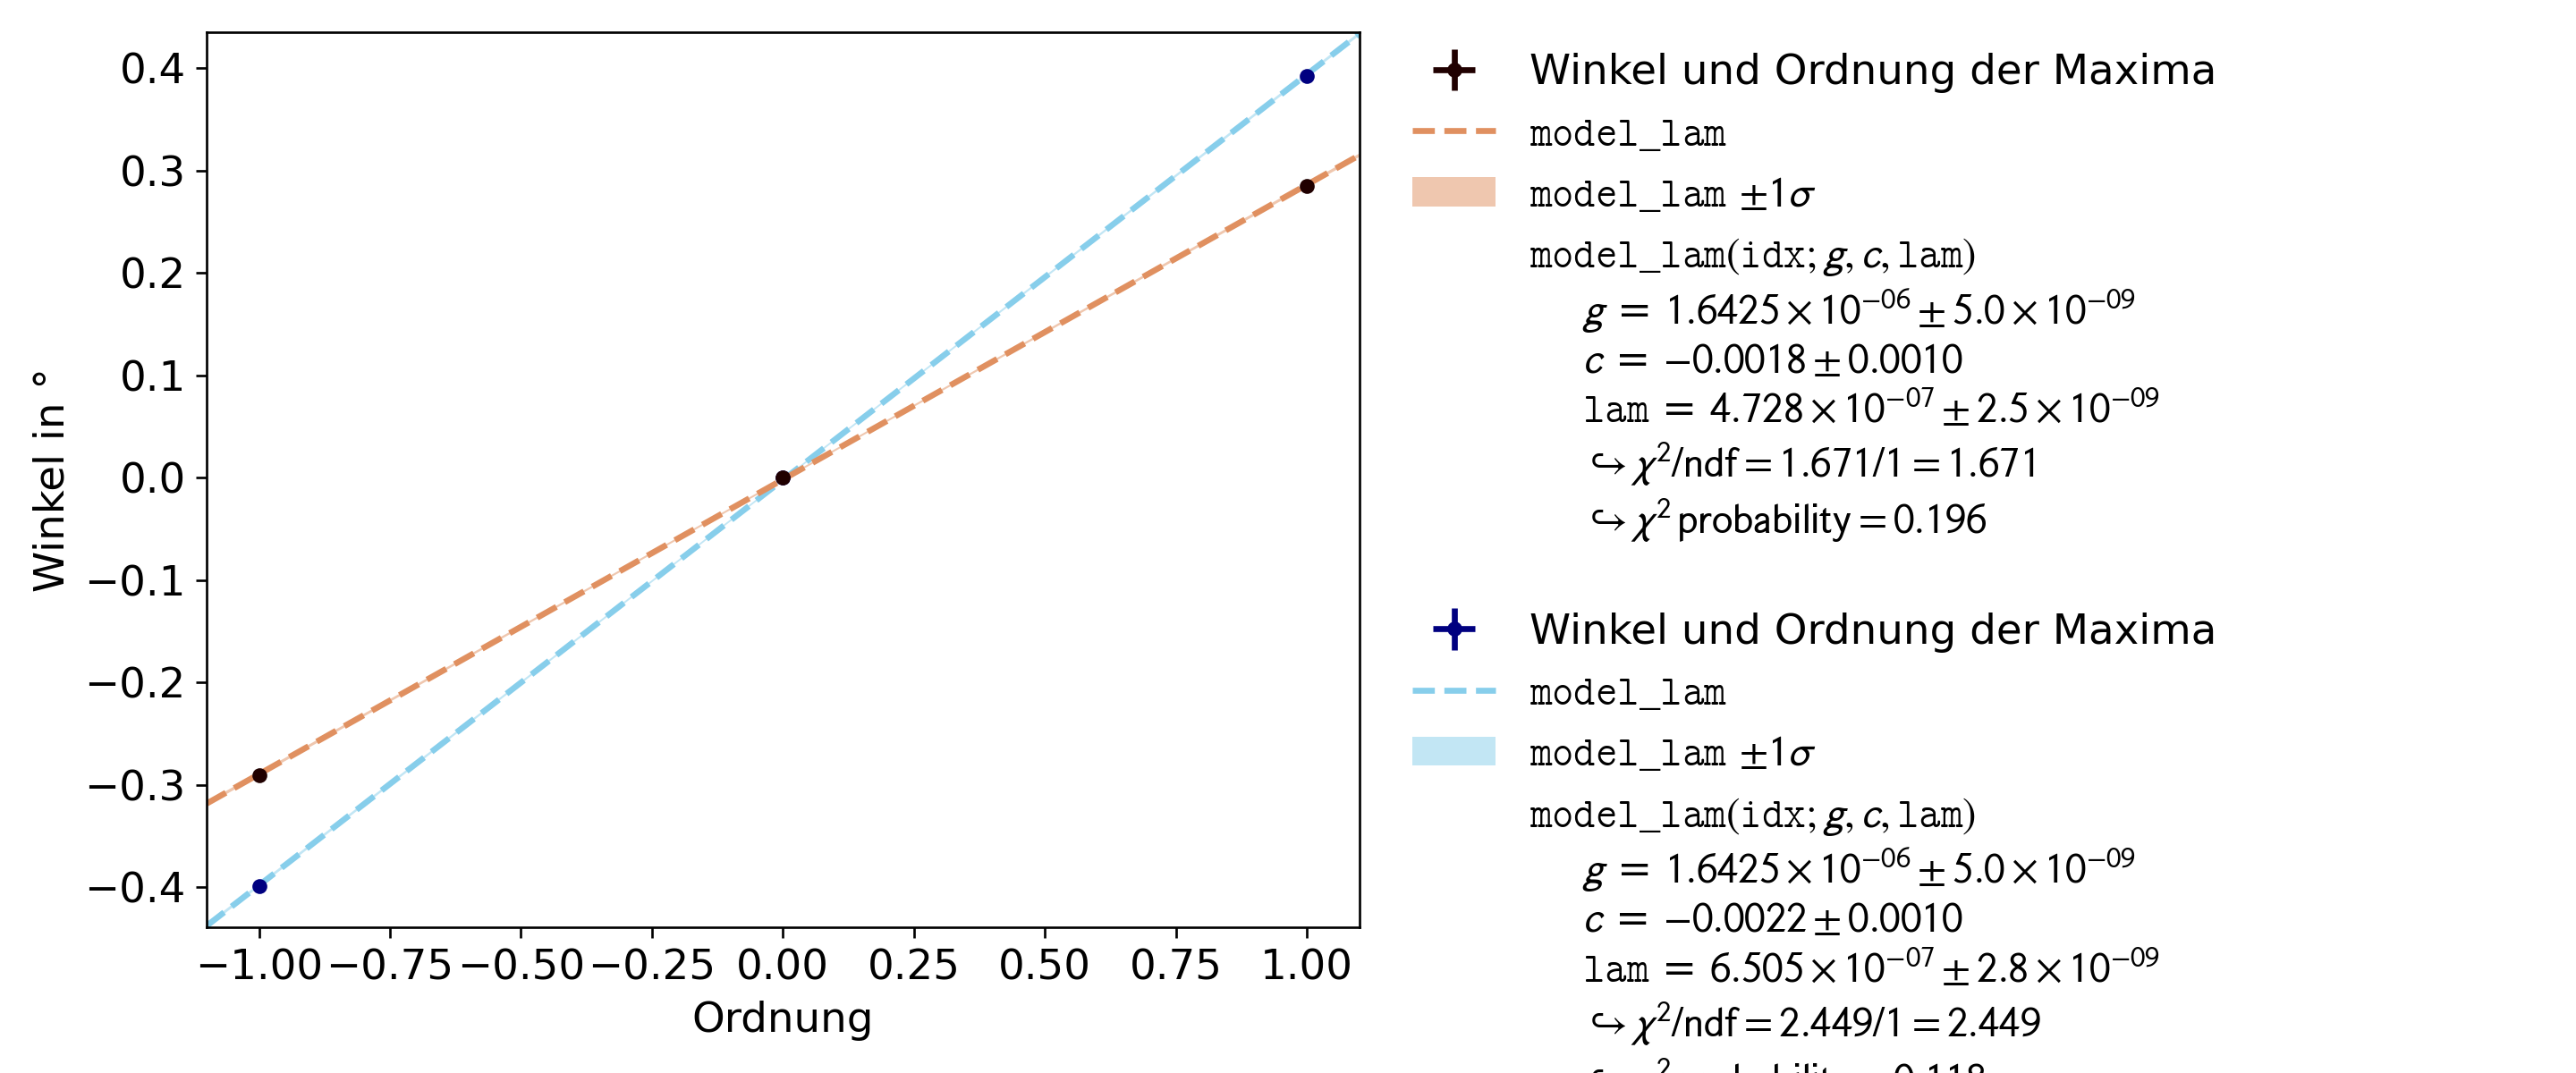 Winkel in °
0.4
0.3
0.2
0.1
0.0
−0.1
−0.2
−0.3
−0.4
−1.00 −0.75 −0.50 −0.25 0.00 0.25 0.50 0.75 1.00
Ordnung
Winkel und Ordnung der Maxima
model_lam
model_lam ±1σ
model_lam(idx; g, c, lam)
g = 1.6425 × 10⁻⁰⁶ ± 5.0 × 10⁻⁰⁹
c = −0.0018 ± 0.0010
lam = 4.728 × 10⁻⁰⁷ ± 2.5 × 10⁻⁰⁹
↪ χ²/ndf = 1.671/1 = 1.671
↪ χ² probability = 0.196
Winkel und Ordnung der Maxima
model_lam
model_lam ±1σ
model_lam(idx; g, c, lam)
g = 1.6425 × 10⁻⁰⁶ ± 5.0 × 10⁻⁰⁹
c = −0.0022 ± 0.0010
lam = 6.505 × 10⁻⁰⁷ ± 2.8 × 10⁻⁰⁹
↪ χ²/ndf = 2.449/1 = 2.449
↪ χ² probability = 0.118